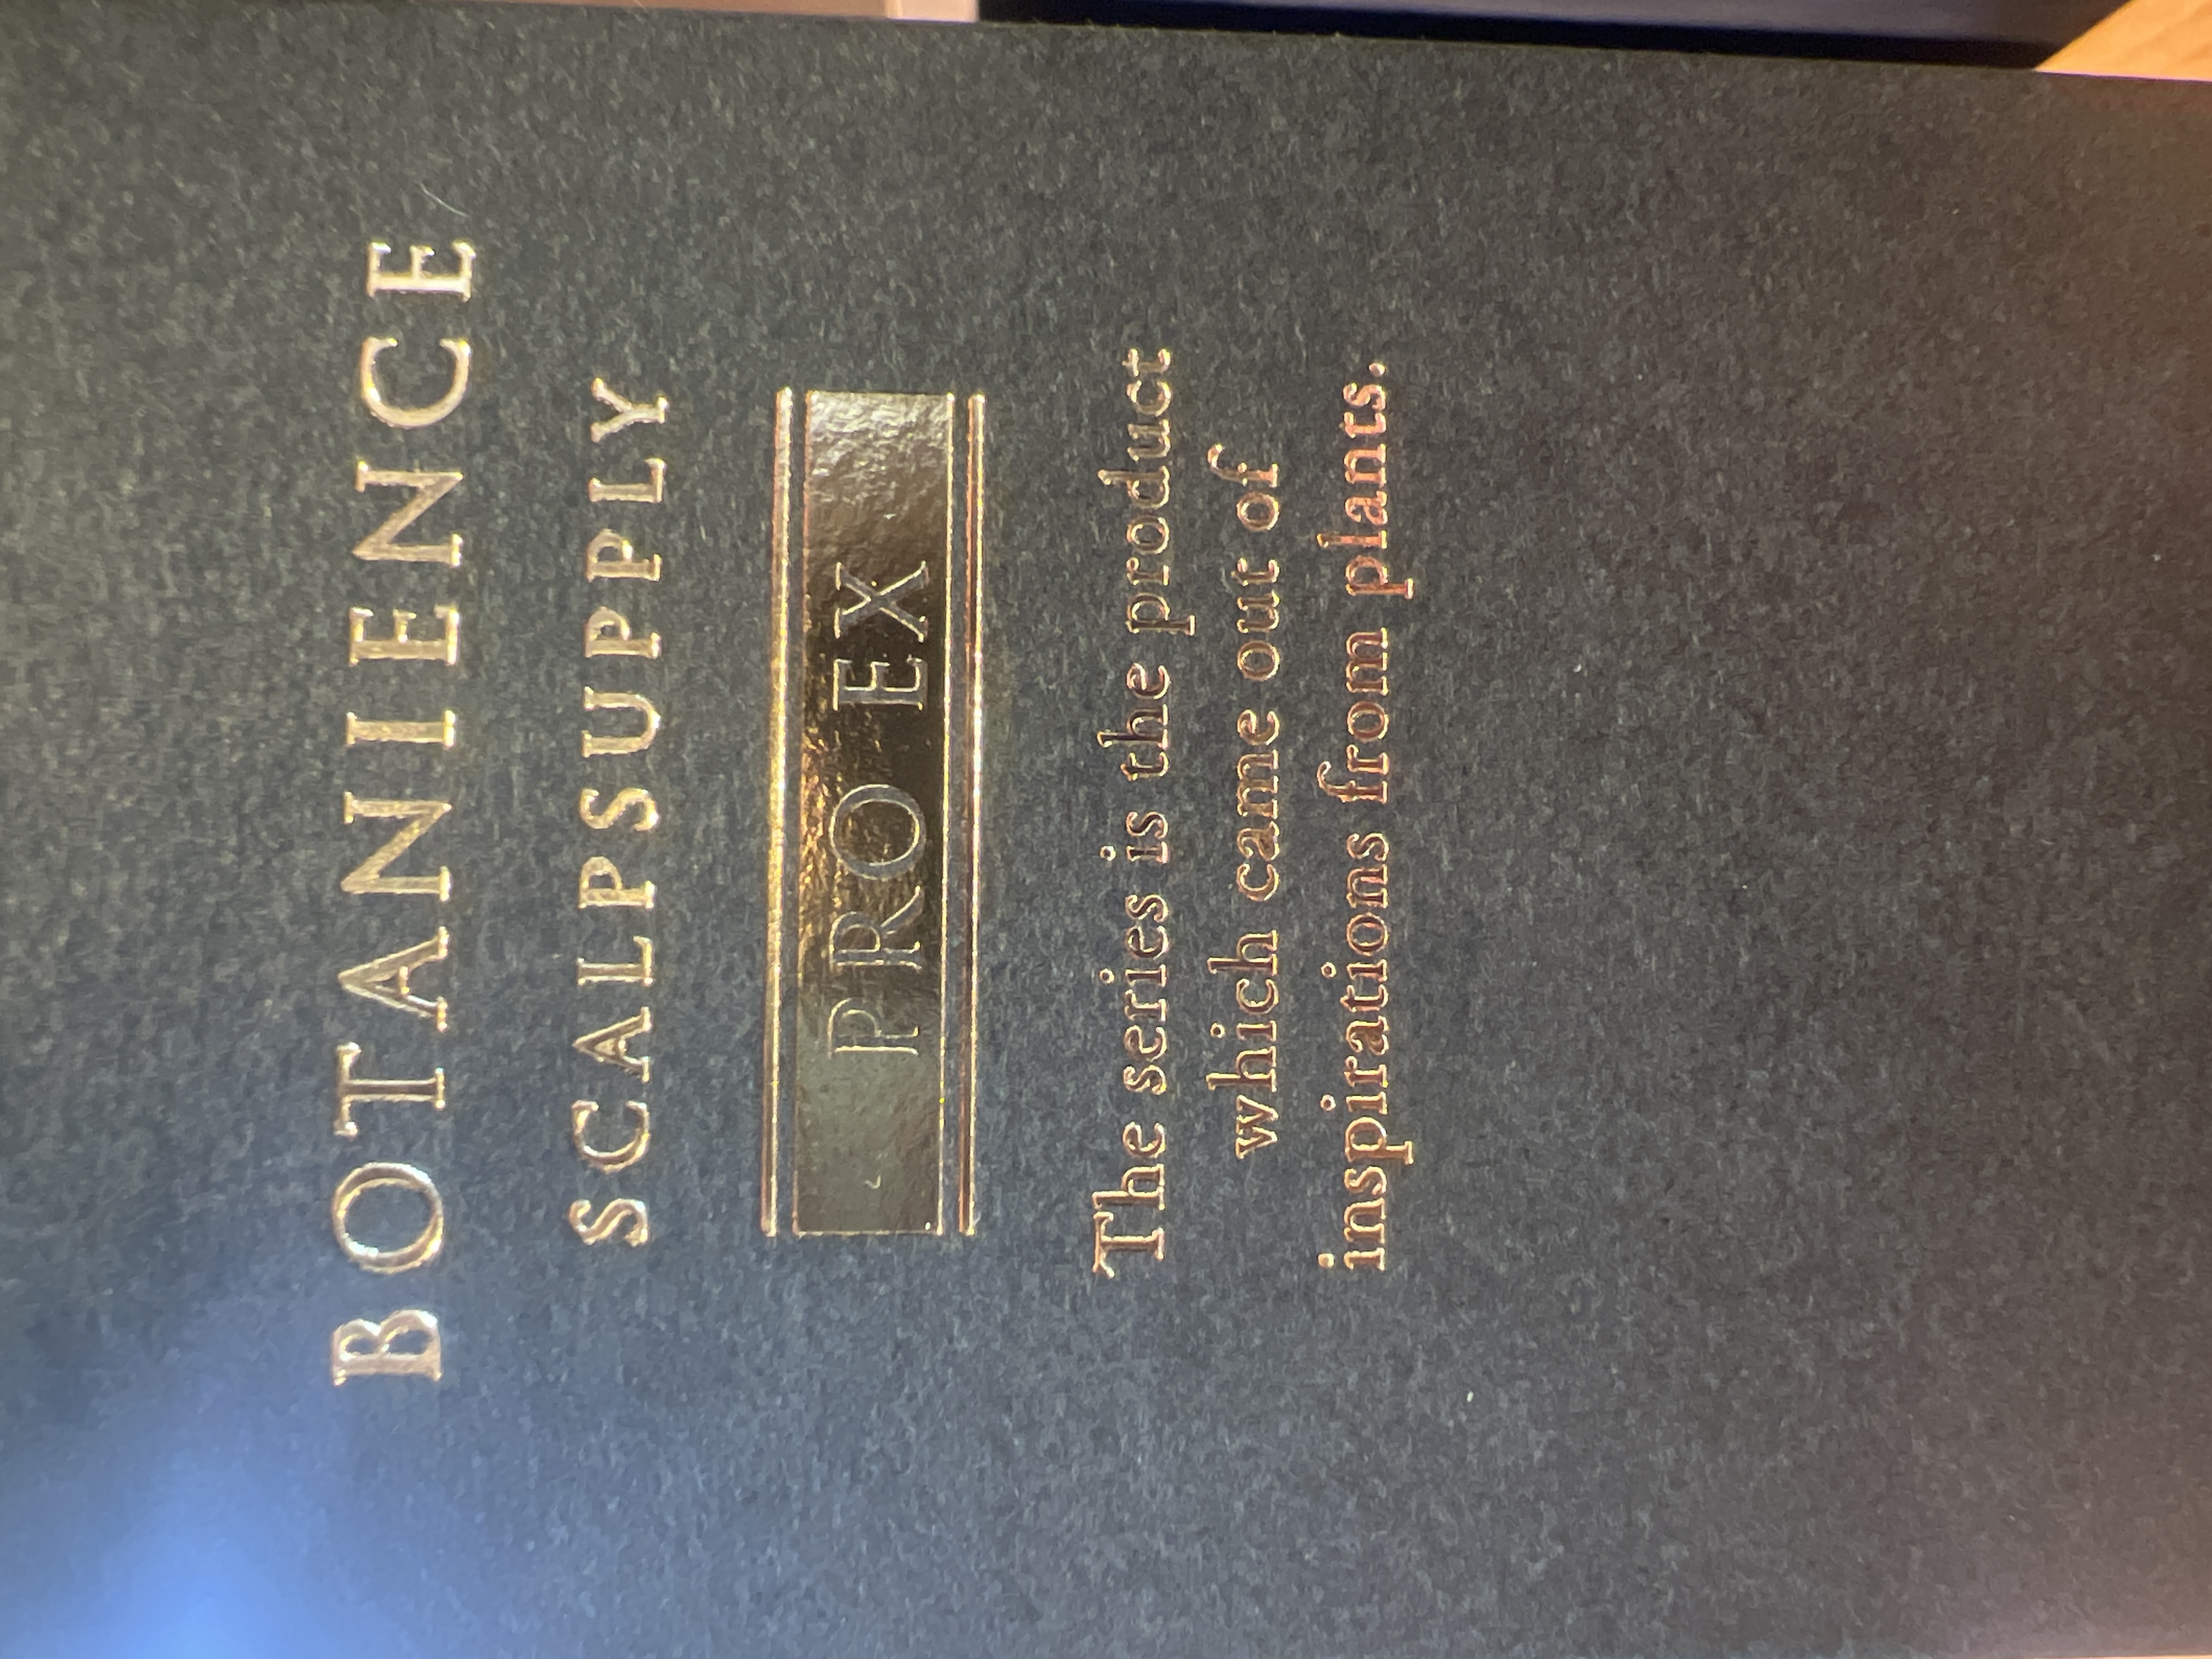 BOTANIENCE
SCALPSUPPLY
PRO EX
The series is the product
which came out of
inspirations from plants.